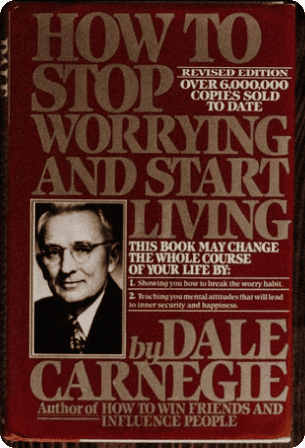 HOW TO
STOP
REVISED EDITION
OVER 6,000,000
COPIES SOLD
TO DATE
WORRYING
AND START
LIVING
THIS BOOK MAY CHANGE
THE WHOLE COURSE
OF YOUR LIFE BY:
1. Showing you how to break the worry habit.
2. Teaching you mental attitudes that will lead
to inner security and happiness.
by DALE
CARNEGIE
Author of HOW TO WIN FRIENDS AND
INFLUENCE PEOPLE
DALE